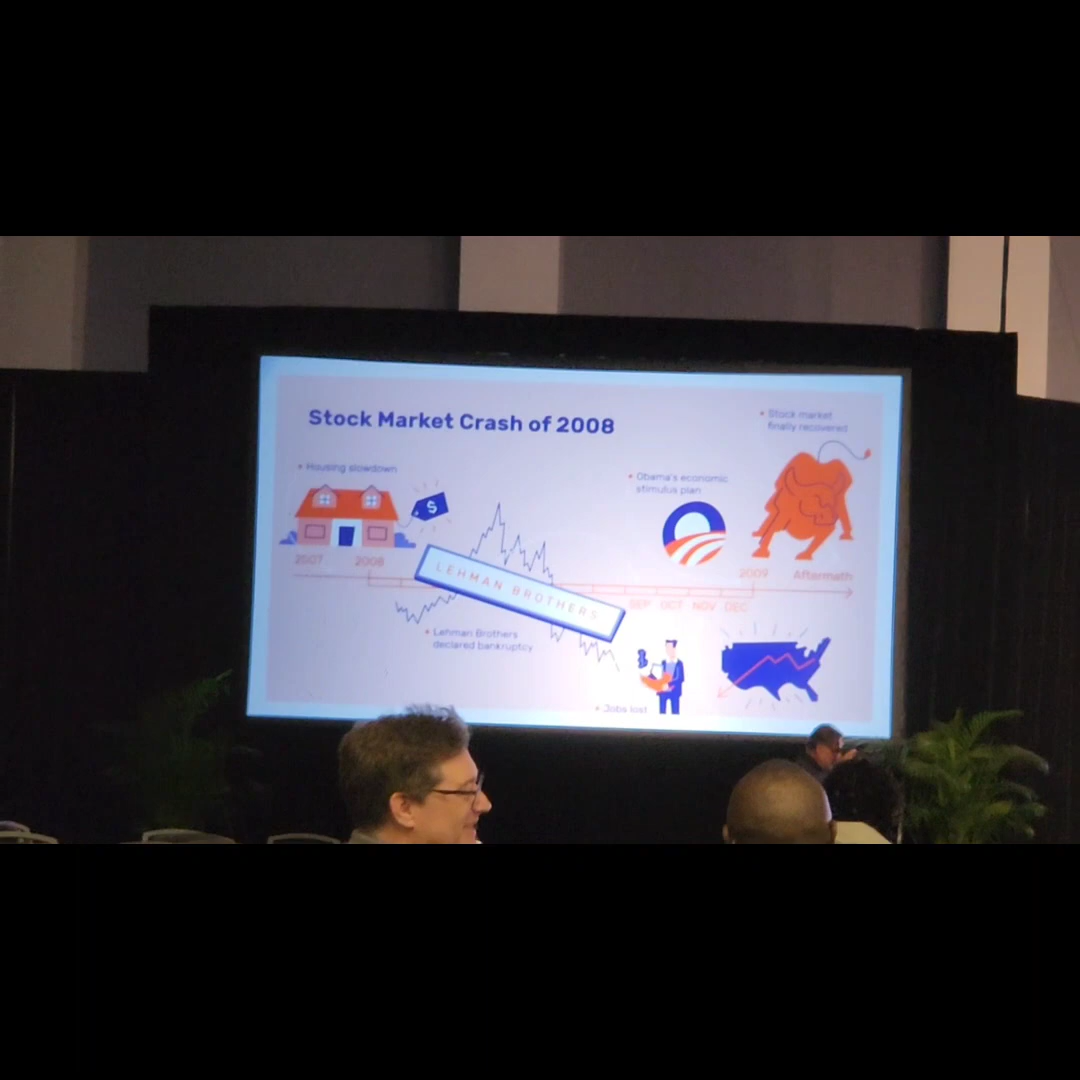 Stock Market Crash of 2008
• Stock market
finally recovered
• Housing slowdown
• Obama's economic
stimulus plan
$
2007
2008
LEHMAN BROTHERS
2009
Aftermath
SEP OCT NOV DEC
• Lehman Brothers
declared bankruptcy
• Jobs lost